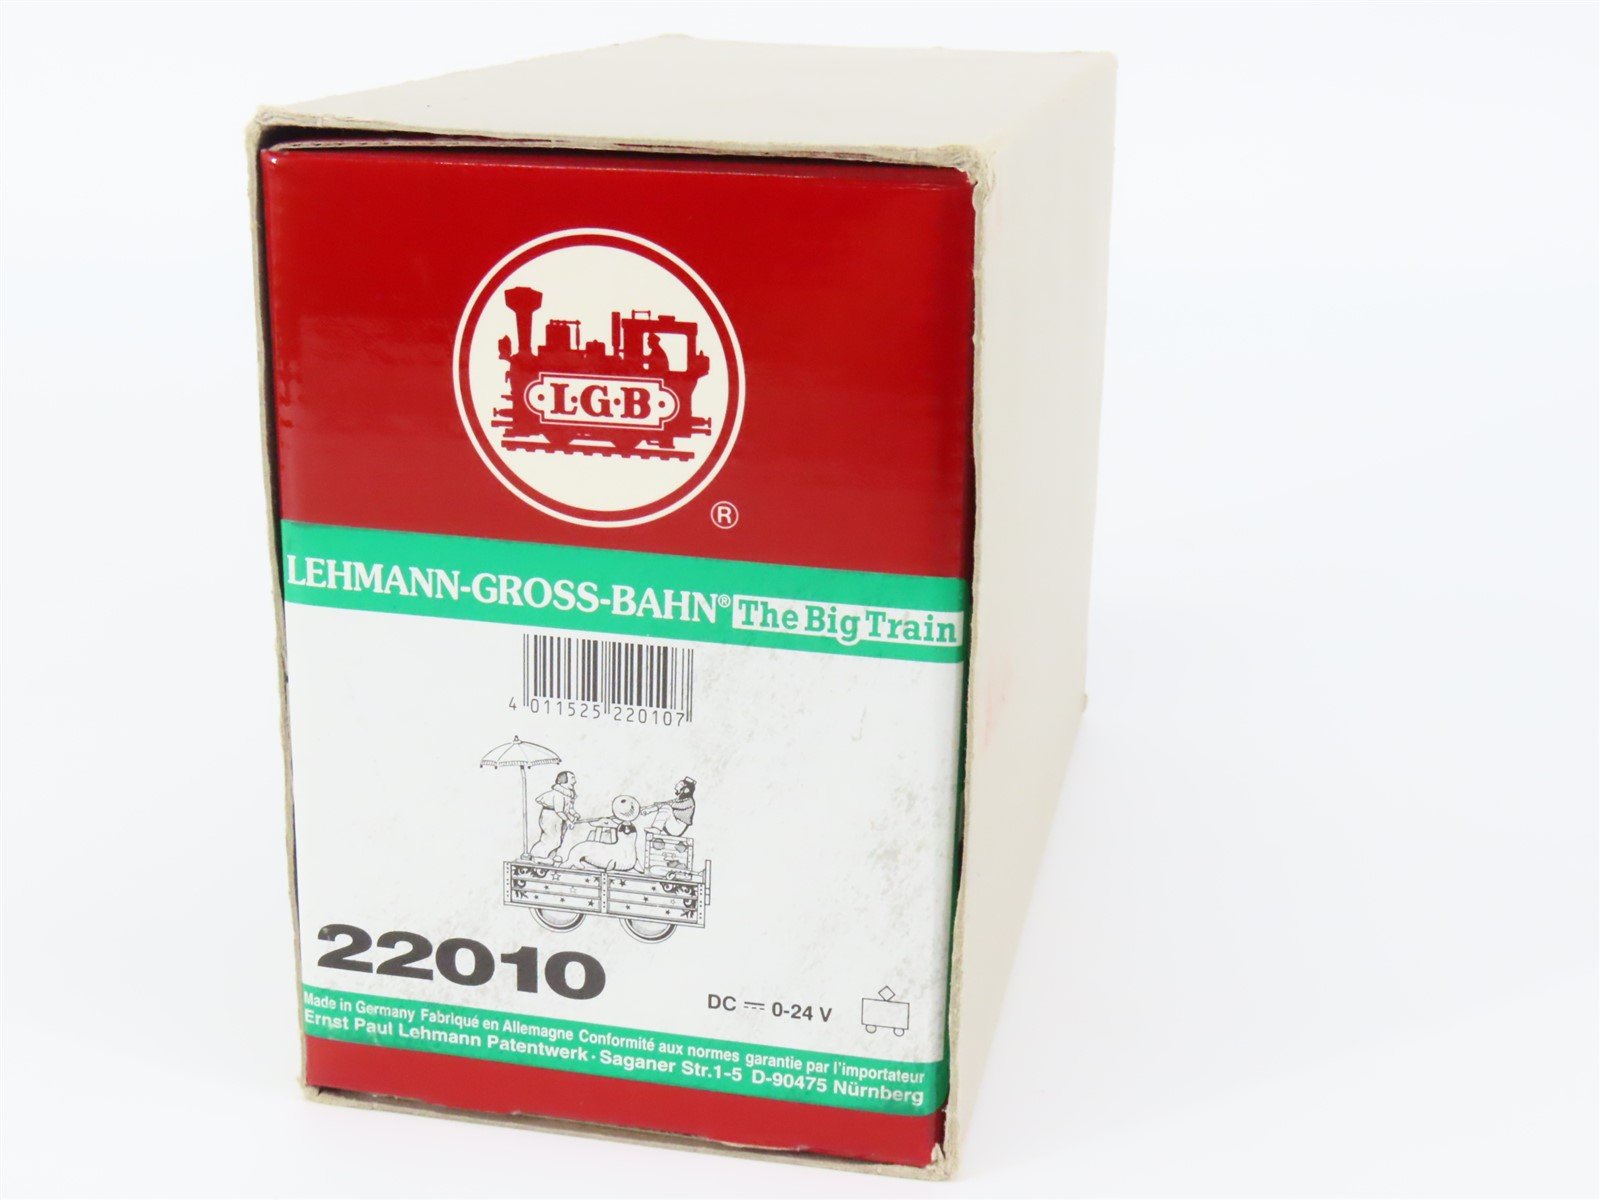 L·G·B
®
LEHMANN-GROSS-BAHN® The Big Train
4 011525 220107
22010
DC ⎓ 0-24 V
Made in Germany Fabriqué en Allemagne Conformité aux normes garantie par l'importateur
Ernst Paul Lehmann Patentwerk · Saganer Str.1-5 D-90475 Nürnberg